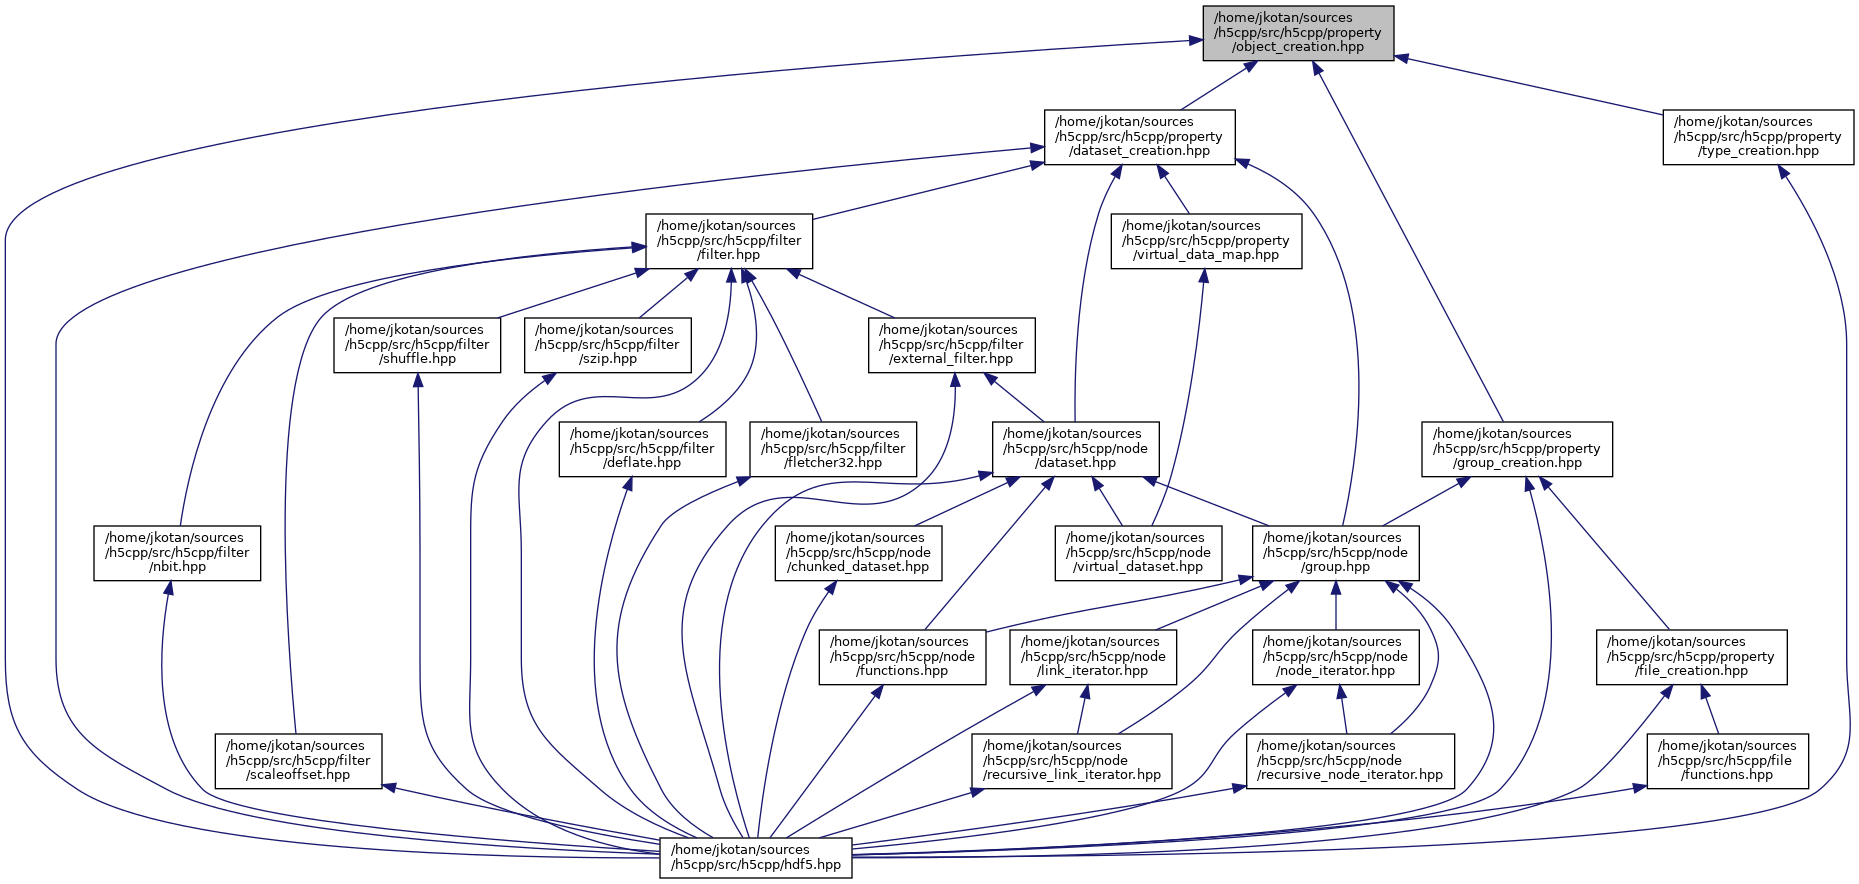 /home/jkotan/sources
/h5cpp/src/h5cpp/property
/object_creation.hpp
/home/jkotan/sources
/h5cpp/src/h5cpp/property
/dataset_creation.hpp
/home/jkotan/sources
/h5cpp/src/h5cpp/property
/type_creation.hpp
/home/jkotan/sources
/h5cpp/src/h5cpp/filter
/filter.hpp
/home/jkotan/sources
/h5cpp/src/h5cpp/property
/virtual_data_map.hpp
/home/jkotan/sources
/h5cpp/src/h5cpp/filter
/shuffle.hpp
/home/jkotan/sources
/h5cpp/src/h5cpp/filter
/szip.hpp
/home/jkotan/sources
/h5cpp/src/h5cpp/filter
/external_filter.hpp
/home/jkotan/sources
/h5cpp/src/h5cpp/filter
/deflate.hpp
/home/jkotan/sources
/h5cpp/src/h5cpp/filter
/fletcher32.hpp
/home/jkotan/sources
/h5cpp/src/h5cpp/node
/dataset.hpp
/home/jkotan/sources
/h5cpp/src/h5cpp/property
/group_creation.hpp
/home/jkotan/sources
/h5cpp/src/h5cpp/filter
/nbit.hpp
/home/jkotan/sources
/h5cpp/src/h5cpp/node
/chunked_dataset.hpp
/home/jkotan/sources
/h5cpp/src/h5cpp/node
/virtual_dataset.hpp
/home/jkotan/sources
/h5cpp/src/h5cpp/node
/group.hpp
/home/jkotan/sources
/h5cpp/src/h5cpp/node
/functions.hpp
/home/jkotan/sources
/h5cpp/src/h5cpp/node
/link_iterator.hpp
/home/jkotan/sources
/h5cpp/src/h5cpp/node
/node_iterator.hpp
/home/jkotan/sources
/h5cpp/src/h5cpp/property
/file_creation.hpp
/home/jkotan/sources
/h5cpp/src/h5cpp/filter
/scaleoffset.hpp
/home/jkotan/sources
/h5cpp/src/h5cpp/node
/recursive_link_iterator.hpp
/home/jkotan/sources
/h5cpp/src/h5cpp/node
/recursive_node_iterator.hpp
/home/jkotan/sources
/h5cpp/src/h5cpp/file
/functions.hpp
/home/jkotan/sources
/h5cpp/src/h5cpp/hdf5.hpp